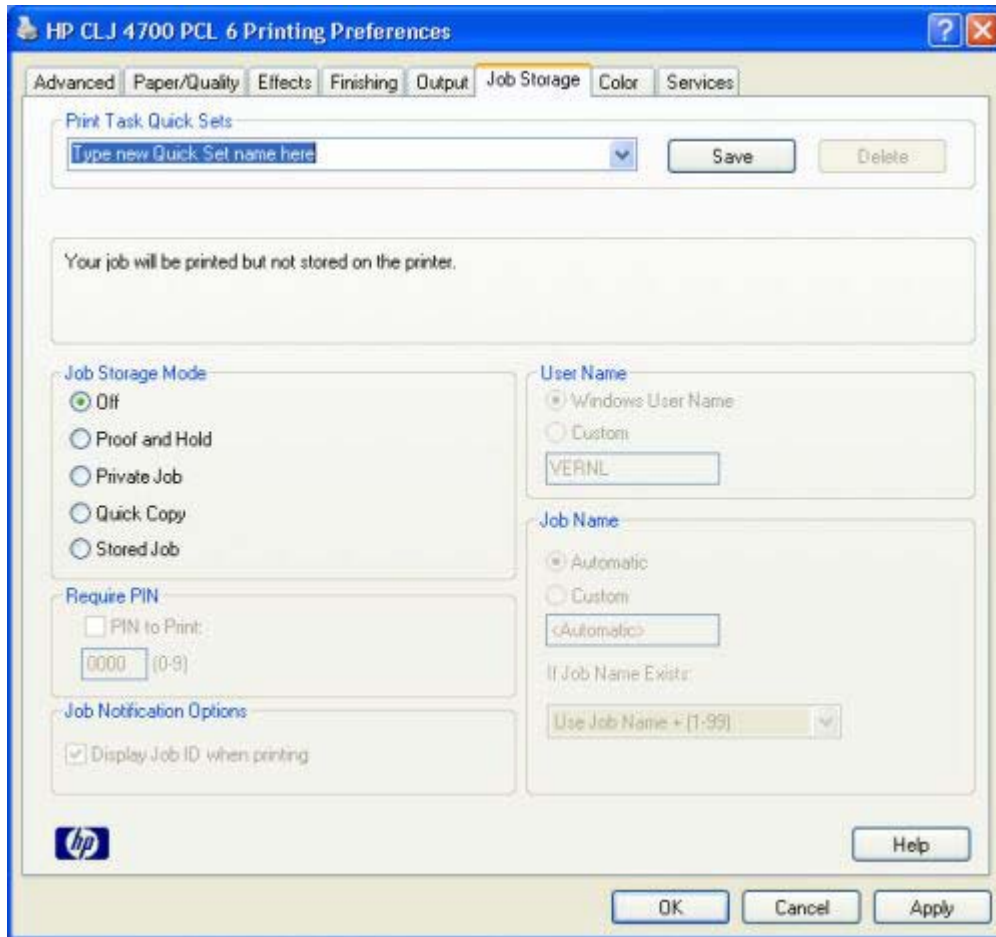 HP CLJ 4700 PCL 6 Printing Preferences
Advanced Paper/Quality Effects Finishing Output Job Storage Color Services
Print Task Quick Sets
Type new Quick Set name here Save Delete
Your job will be printed but not stored on the printer.
Job Storage Mode
Off
Proof and Hold
Private Job
Quick Copy
Stored Job
Require PIN
PIN to Print:
0000 (0-9)
Job Notification Options
Display Job ID when printing
User Name
Windows User Name
Custom
VERNL
Job Name
Automatic
Custom
<Automatic>
If Job Name Exists:
Use Job Name + (1-99)
hp
Help
OK Cancel Apply